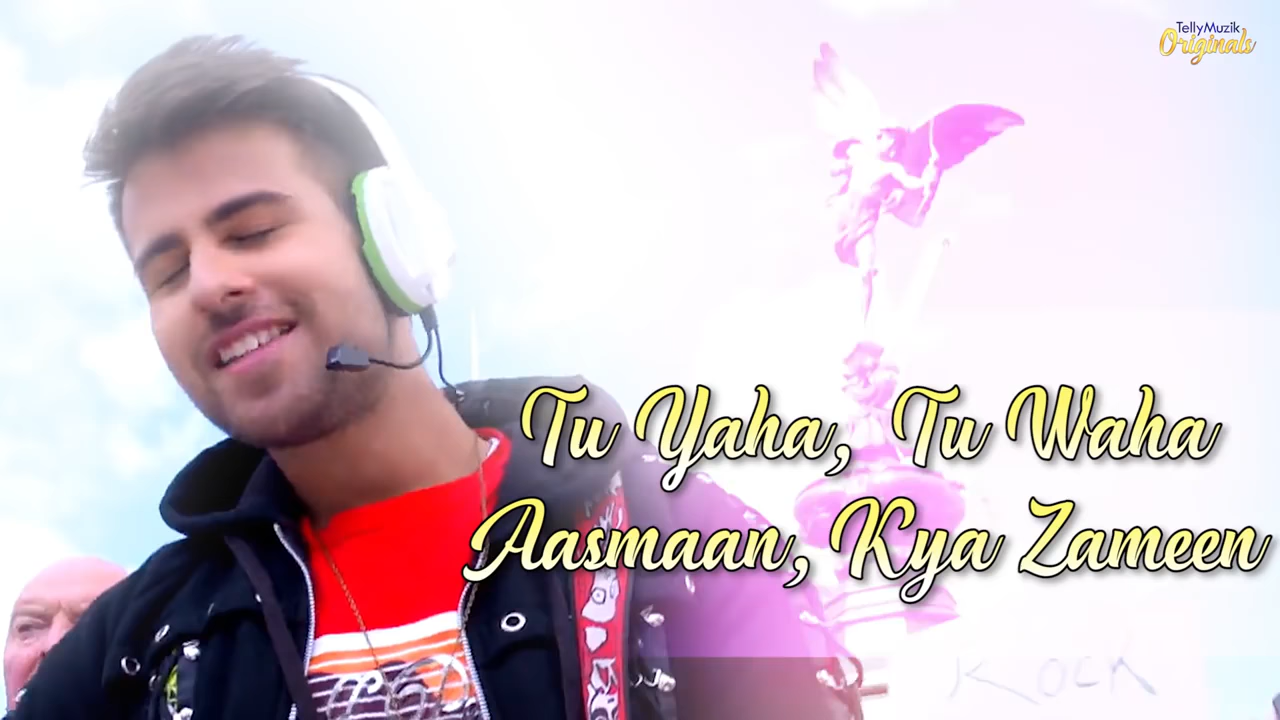 TellyMuzik
Originals
Tu Yaha, Tu Waha
Aasmaan, Kya Zameen